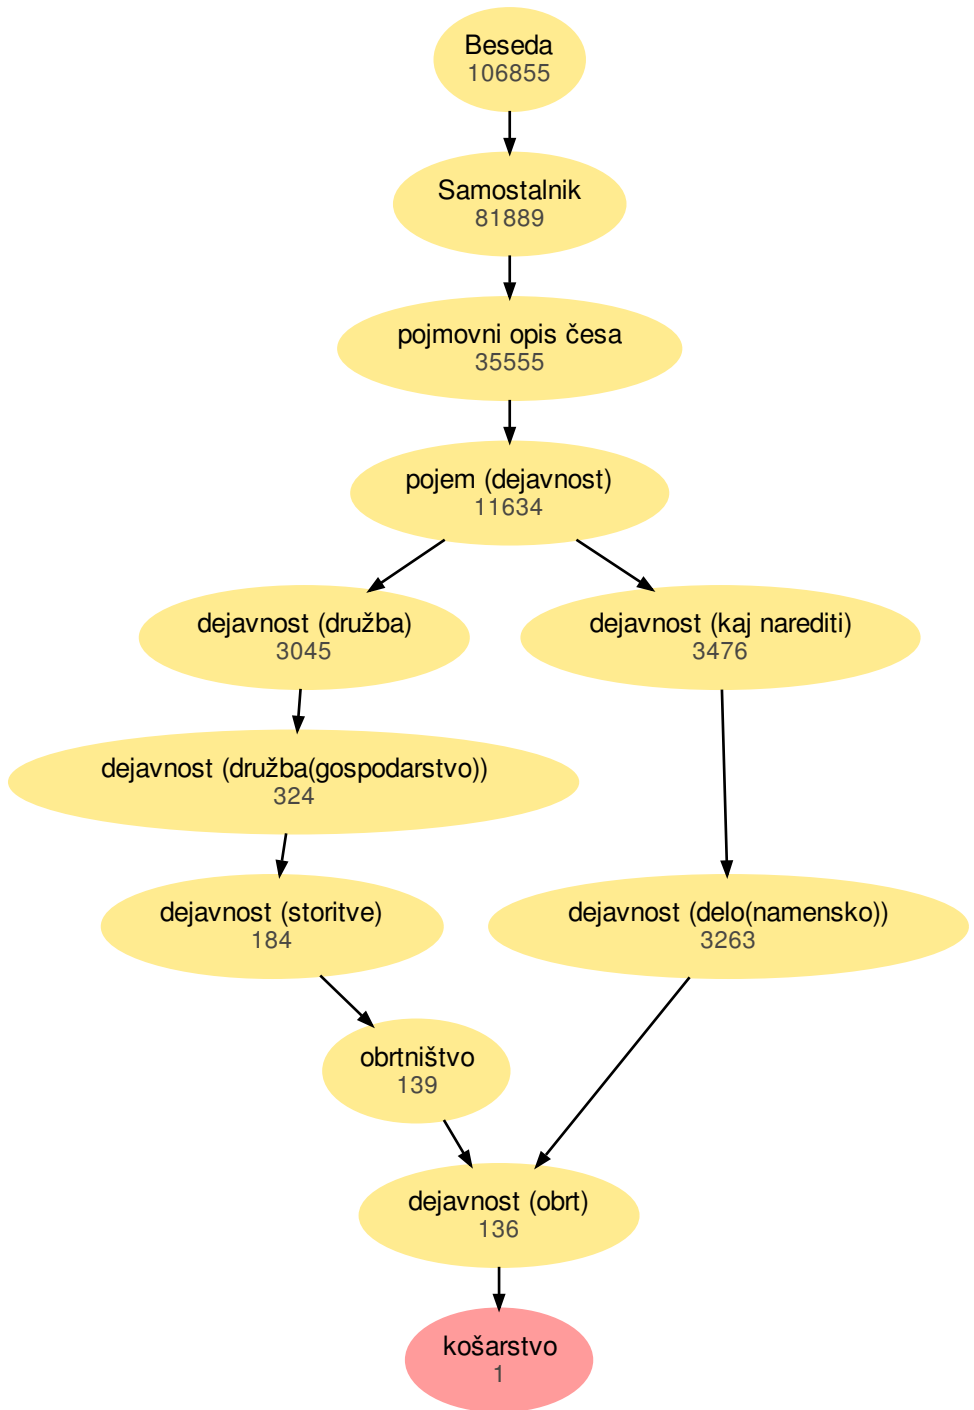 Beseda
106855
Samostalnik
81889
pojmovni opis česa
35555
pojem (dejavnost)
11634
dejavnost (družba)
3045
dejavnost (kaj narediti)
3476
dejavnost (družba(gospodarstvo))
324
dejavnost (storitve)
184
dejavnost (delo(namensko))
3263
obrtništvo
139
dejavnost (obrt)
136
košarstvo
1